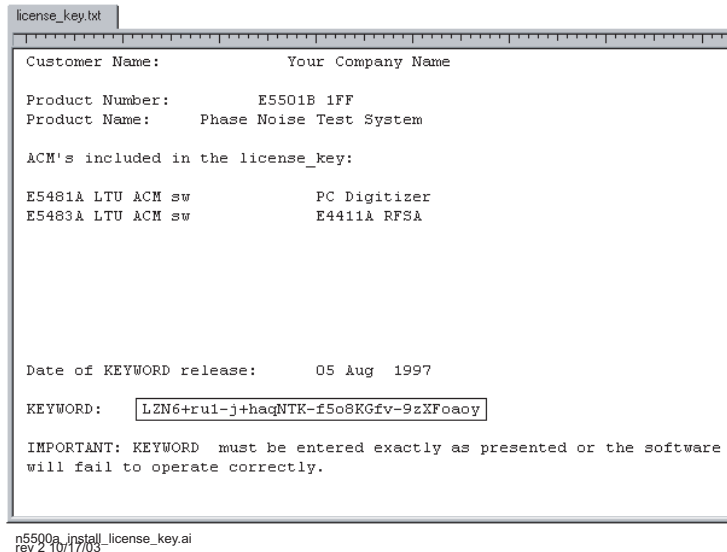 license_key.txt
Customer Name: Your Company Name
Product Number: E5501B 1FF
Product Name: Phase Noise Test System
ACM's included in the license_key:
E5481A LTU ACM sw PC Digitizer
E5483A LTU ACM sw E4411A RFSA
Date of KEYWORD release: 05 Aug 1997
KEYWORD: LZN6+ru1-j+haqNTK-f5o8KGfv-9zXFoaoy
IMPORTANT: KEYWORD must be entered exactly as presented or the software
will fail to operate correctly.
n5500a_install_license_key.ai
rev 2 10/17/03